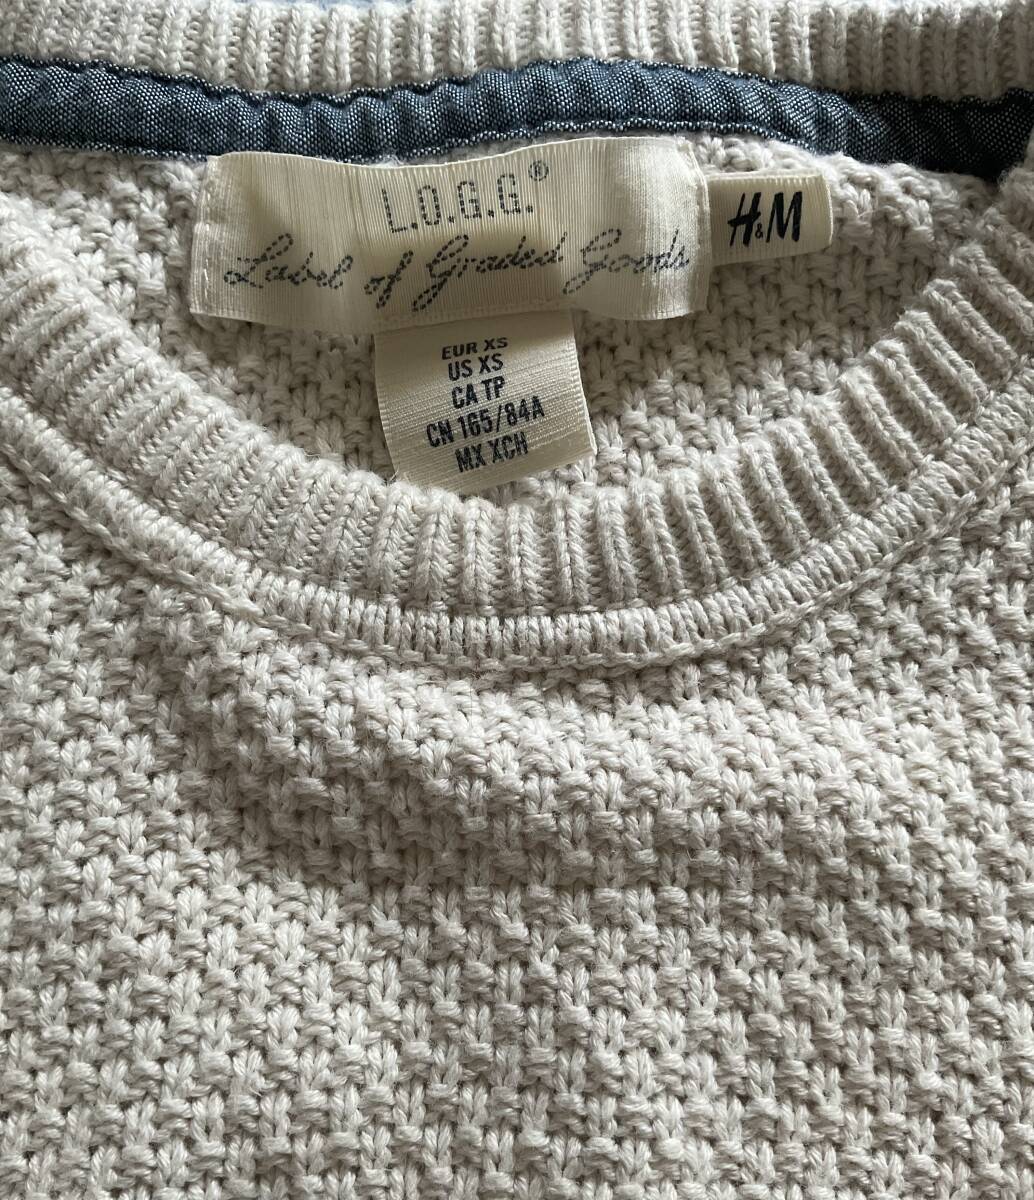 L.O.G.G.®
Label of Graded Goods
H&M
EUR XS
US XS
CA TP
CN 165/84A
MX XCH